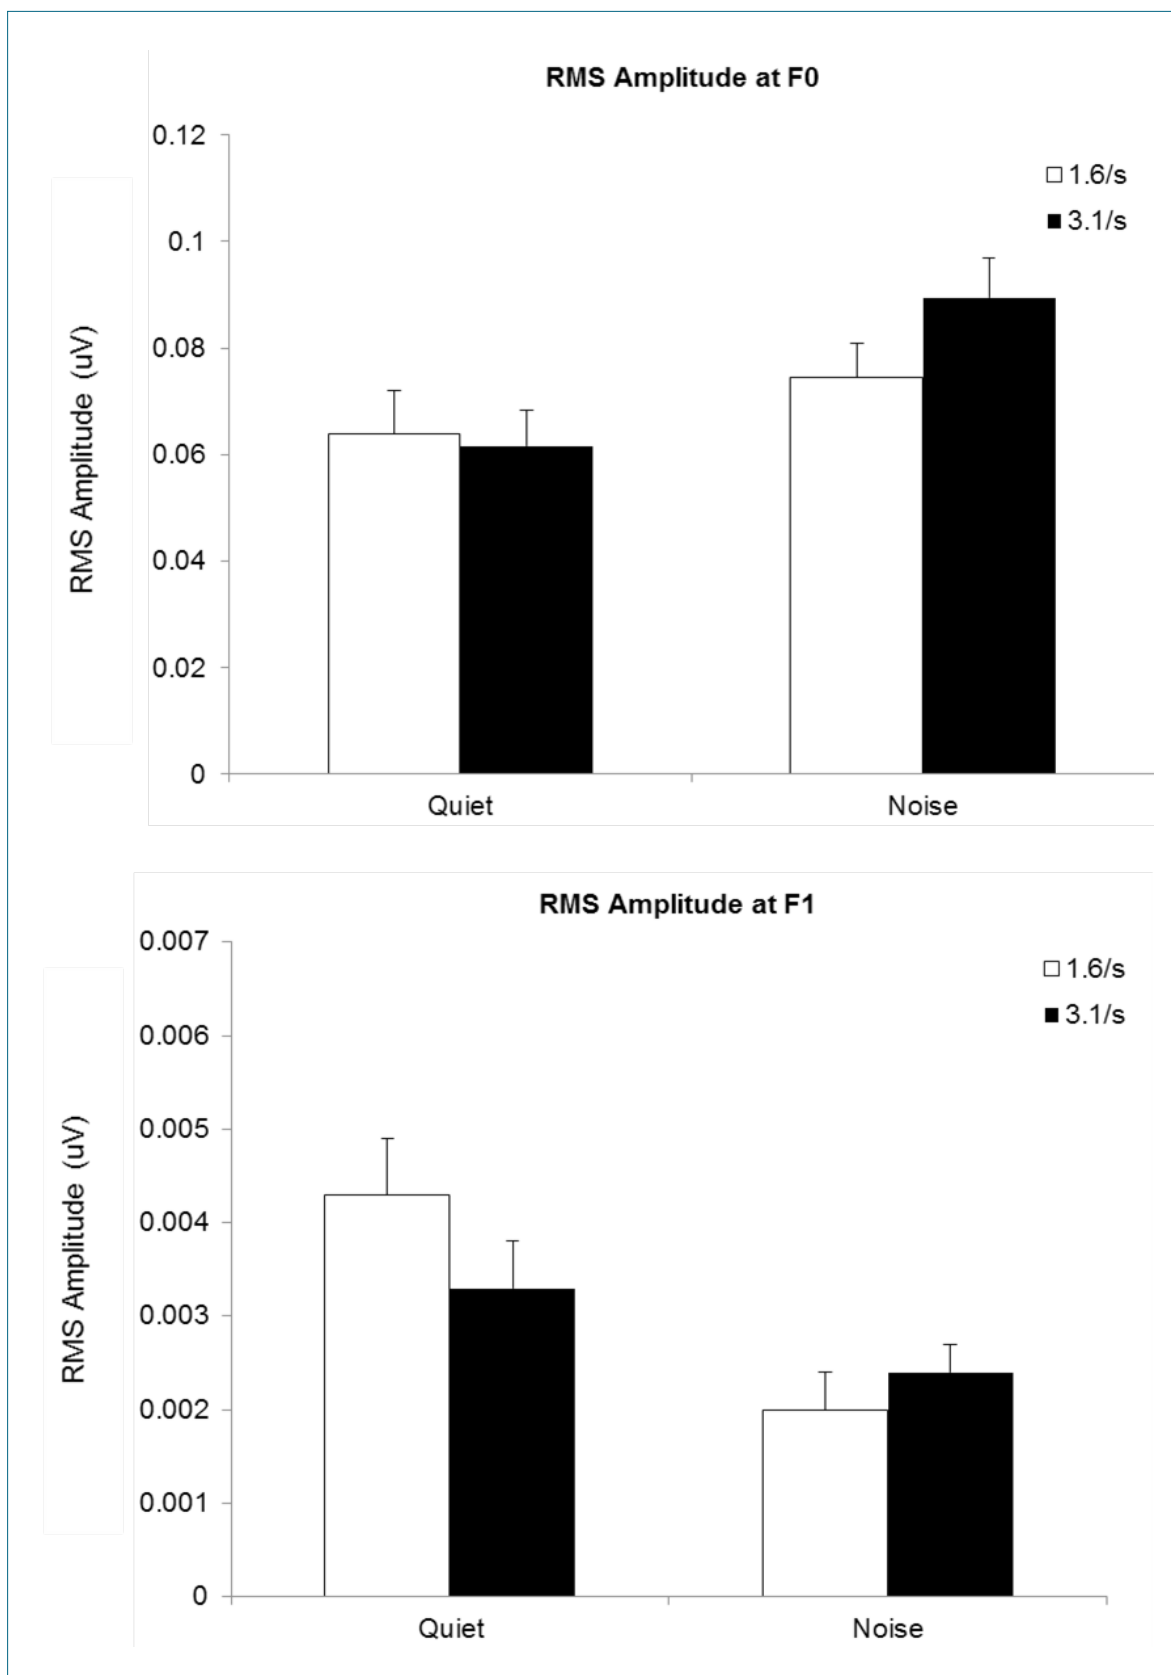 RMS Amplitude at F0
0.12
0.1
0.08
0.06
0.04
0.02
0
RMS Amplitude (uV)
1.6/s
3.1/s
Quiet
Noise
RMS Amplitude at F1
0.007
0.006
0.005
0.004
0.003
0.002
0.001
0
RMS Amplitude (uV)
1.6/s
3.1/s
Quiet
Noise